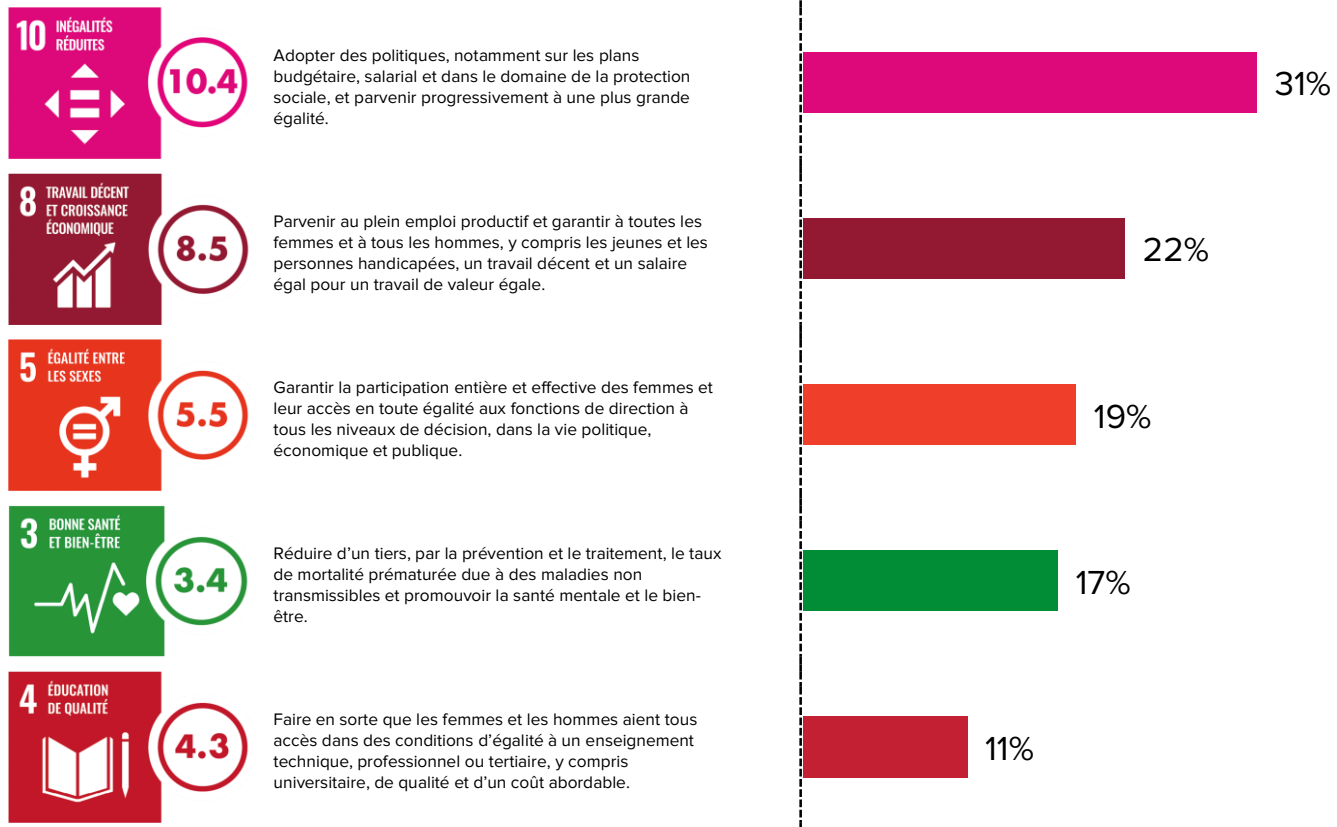 10 INÉGALITÉS
RÉDUITES
10.4
Adopter des politiques, notamment sur les plans
budgétaire, salarial et dans le domaine de la protection
sociale, et parvenir progressivement à une plus grande
égalité.
31%
8 TRAVAIL DÉCENT
ET CROISSANCE
ÉCONOMIQUE
8.5
Parvenir au plein emploi productif et garantir à toutes les
femmes et à tous les hommes, y compris les jeunes et les
personnes handicapées, un travail décent et un salaire
égal pour un travail de valeur égale.
22%
5 ÉGALITÉ ENTRE
LES SEXES
5.5
Garantir la participation entière et effective des femmes et
leur accès en toute égalité aux fonctions de direction à
tous les niveaux de décision, dans la vie politique,
économique et publique.
19%
3 BONNE SANTÉ
ET BIEN-ÊTRE
3.4
Réduire d'un tiers, par la prévention et le traitement, le taux
de mortalité prématurée due à des maladies non
transmissibles et promouvoir la santé mentale et le bien-
être.
17%
4 ÉDUCATION
DE QUALITÉ
4.3
Faire en sorte que les femmes et les hommes aient tous
accès dans des conditions d'égalité à un enseignement
technique, professionnel ou tertiaire, y compris
universitaire, de qualité et d'un coût abordable.
11%